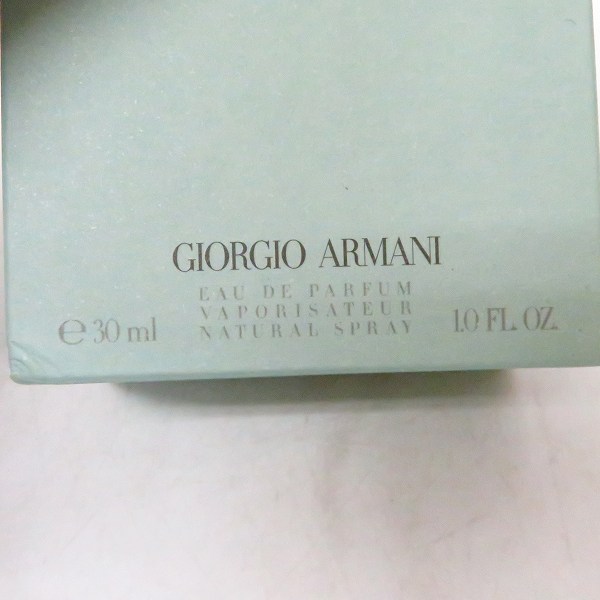 GIORGIO ARMANI
EAU DE PARFUM
VAPORISATEUR
℮ 30 ml NATURAL SPRAY 1.0 FL. OZ.